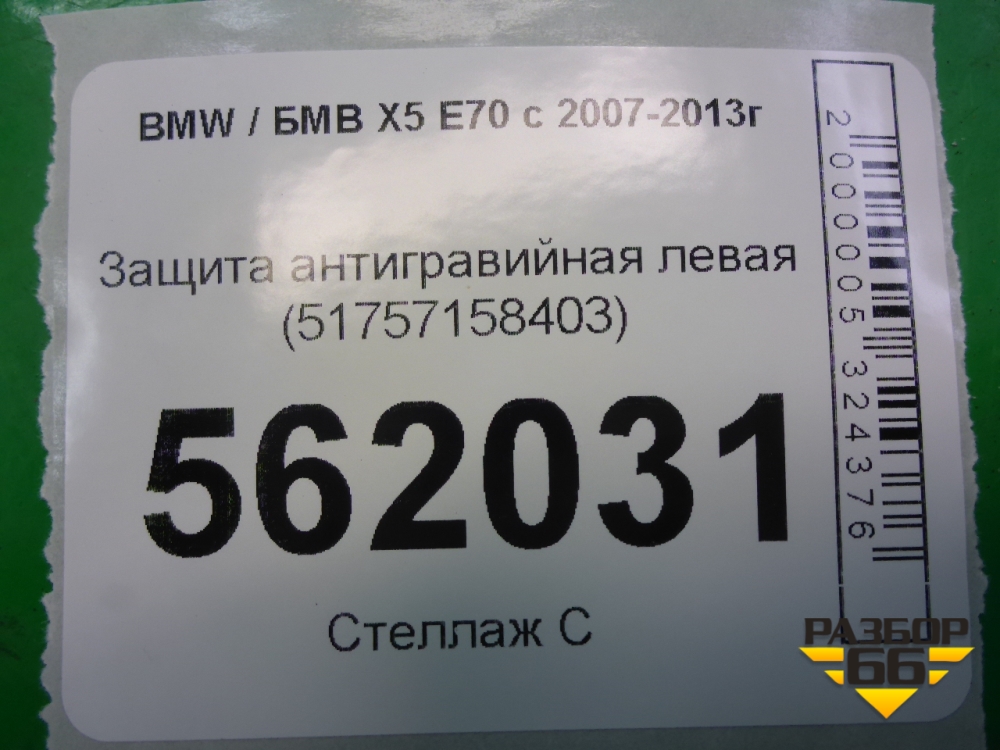 BMW / БМВ X5 E70 с 2007-2013г
Защита антигравийная левая
(51757158403)
562031
Стеллаж С
2000005324376
РАЗБОР
66